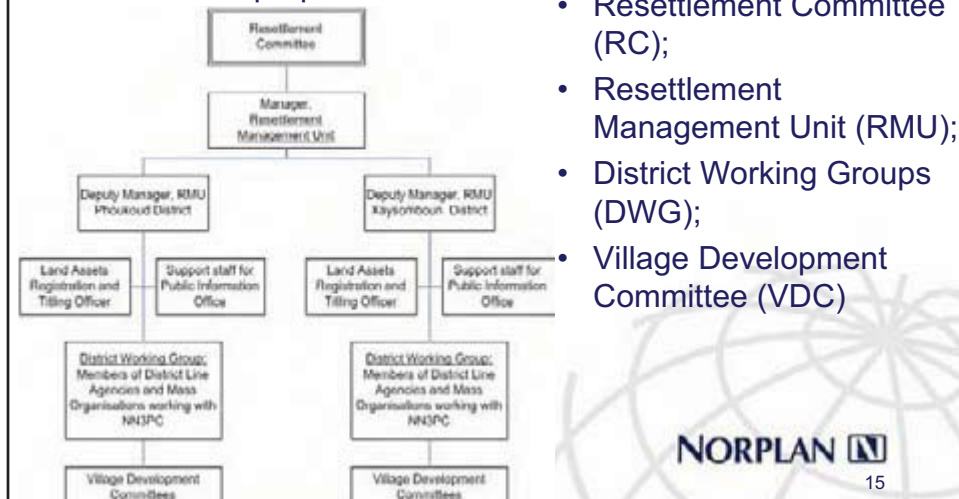 Resettlement
Committee
Manager,
Resettlement
Management Unit
Deputy Manager, RMU
Phoukoud District
Deputy Manager, RMU
Xaysomboun District
Land Assets
Registration and
Titling Officer
Support staff for
Public Information
Office
Land Assets
Registration and
Titling Officer
Support staff for
Public Information
Office
District Working Group:
Members of District Line
Agencies and Mass
Organisations working with
NN3PC
District Working Group:
Members of District Line
Agencies and Mass
Organisations working with
NN3PC
Village Development
Committees
Village Development
Committees
• Resettlement Committee
(RC);
• Resettlement
Management Unit (RMU);
• District Working Groups
(DWG);
• Village Development
Committee (VDC)
NORPLAN N
15